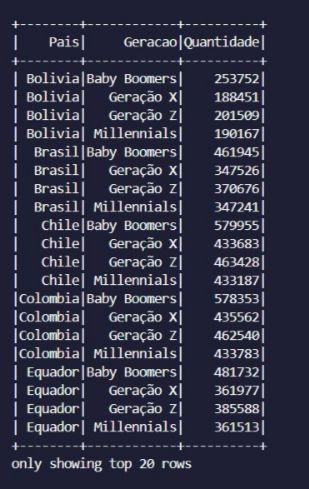 +--------+------------+----------+
|    Pais|     Geracao|Quantidade|
+--------+------------+----------+
| Bolivia|Baby Boomers|    253752|
| Bolivia|   Geração X|    188451|
| Bolivia|   Geração Z|    201509|
| Bolivia| Millennials|    190167|
|  Brasil|Baby Boomers|    461945|
|  Brasil|   Geração X|    347526|
|  Brasil|   Geração Z|    370676|
|  Brasil| Millennials|    347241|
|   Chile|Baby Boomers|    579955|
|   Chile|   Geração X|    433683|
|   Chile|   Geração Z|    463428|
|   Chile| Millennials|    433187|
|Colombia|Baby Boomers|    578353|
|Colombia|   Geração X|    435562|
|Colombia|   Geração Z|    462540|
|Colombia| Millennials|    433783|
| Equador|Baby Boomers|    481732|
| Equador|   Geração X|    361977|
| Equador|   Geração Z|    385588|
| Equador| Millennials|    361513|
+--------+------------+----------+
only showing top 20 rows